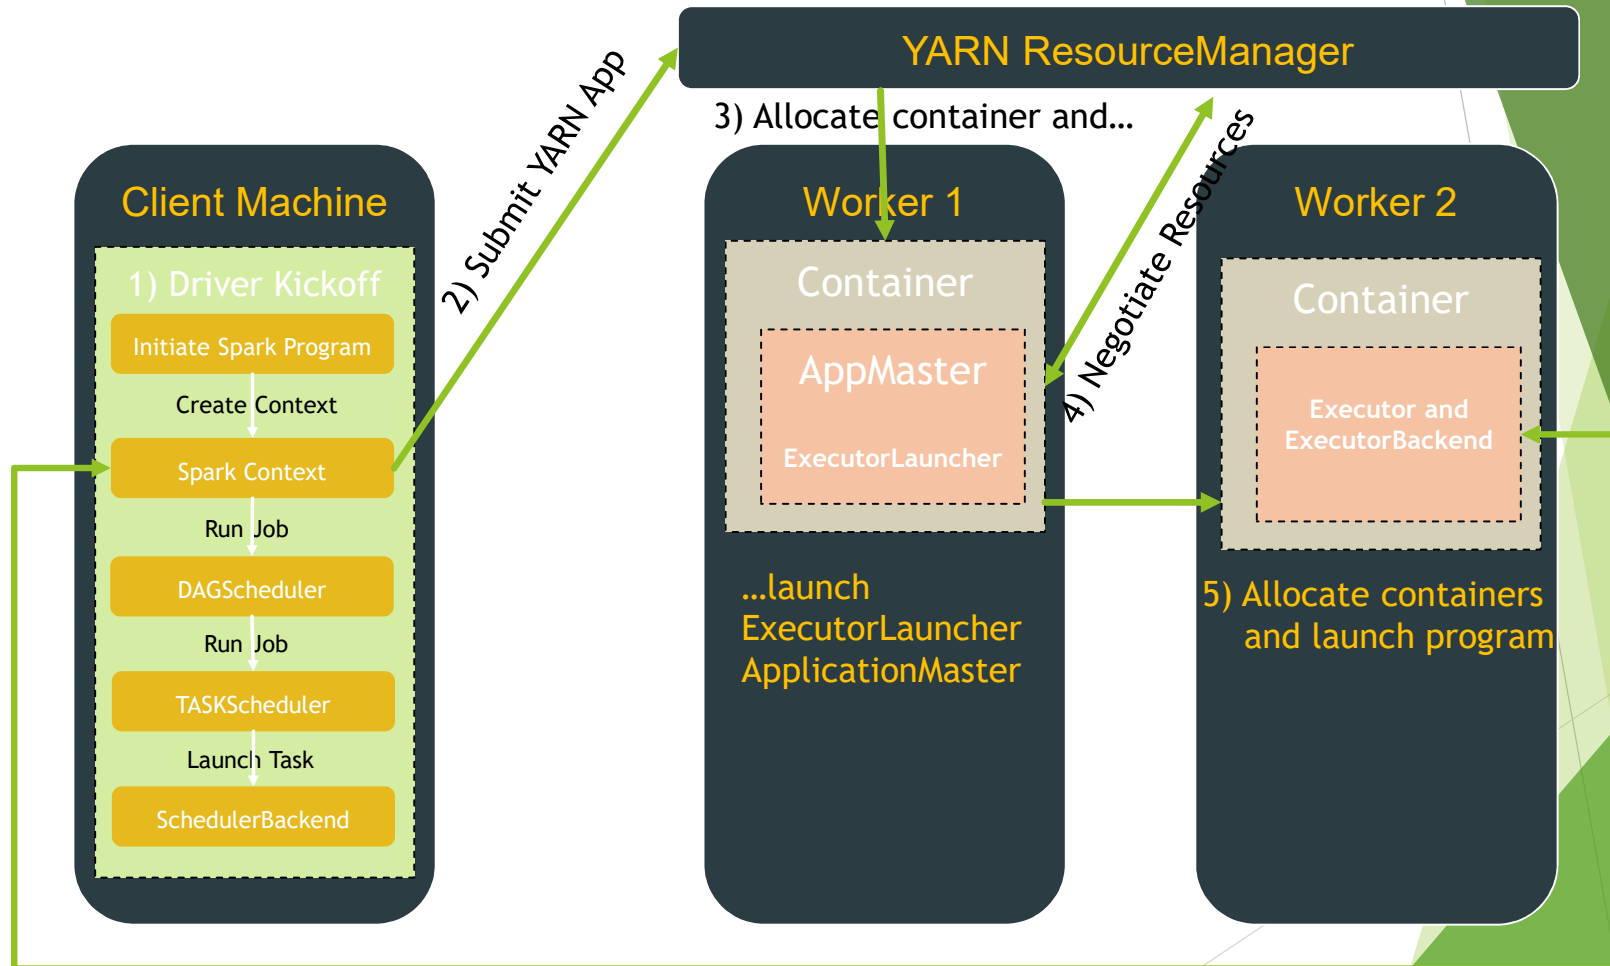 YARN ResourceManager
2) Submit YARN App
3) Allocate container and…
4) Negotiate Resources
Client Machine
1) Driver Kickoff
Initiate Spark Program
Create Context
Spark Context
Run Job
DAGScheduler
Run Job
TASKScheduler
Launch Task
SchedulerBackend
Worker 1
Container
AppMaster
ExecutorLauncher
…launch
ExecutorLauncher
ApplicationMaster
Worker 2
Container
Executor and
ExecutorBackend
5) Allocate containers
and launch program